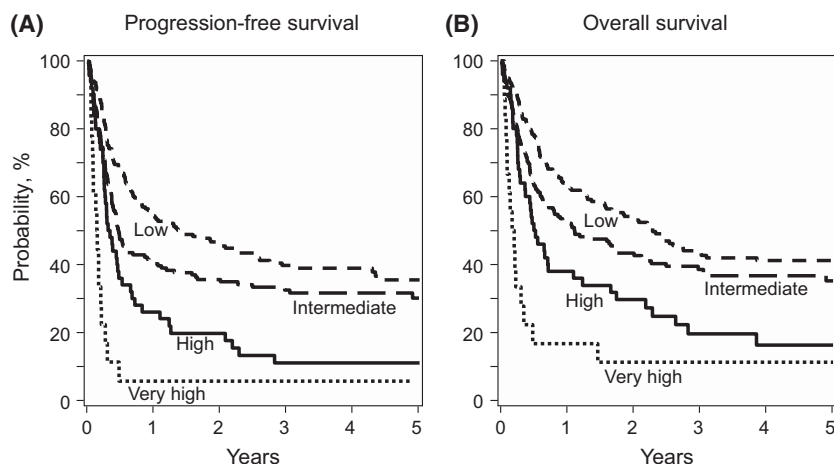 (A) Progression-free survival
Probability, %
100
80
60
40
20
0
Low
Intermediate
High
Very high
0 1 2 3 4 5
Years
(B) Overall survival
100
80
60
40
20
0
Low
Intermediate
High
Very high
0 1 2 3 4 5
Years